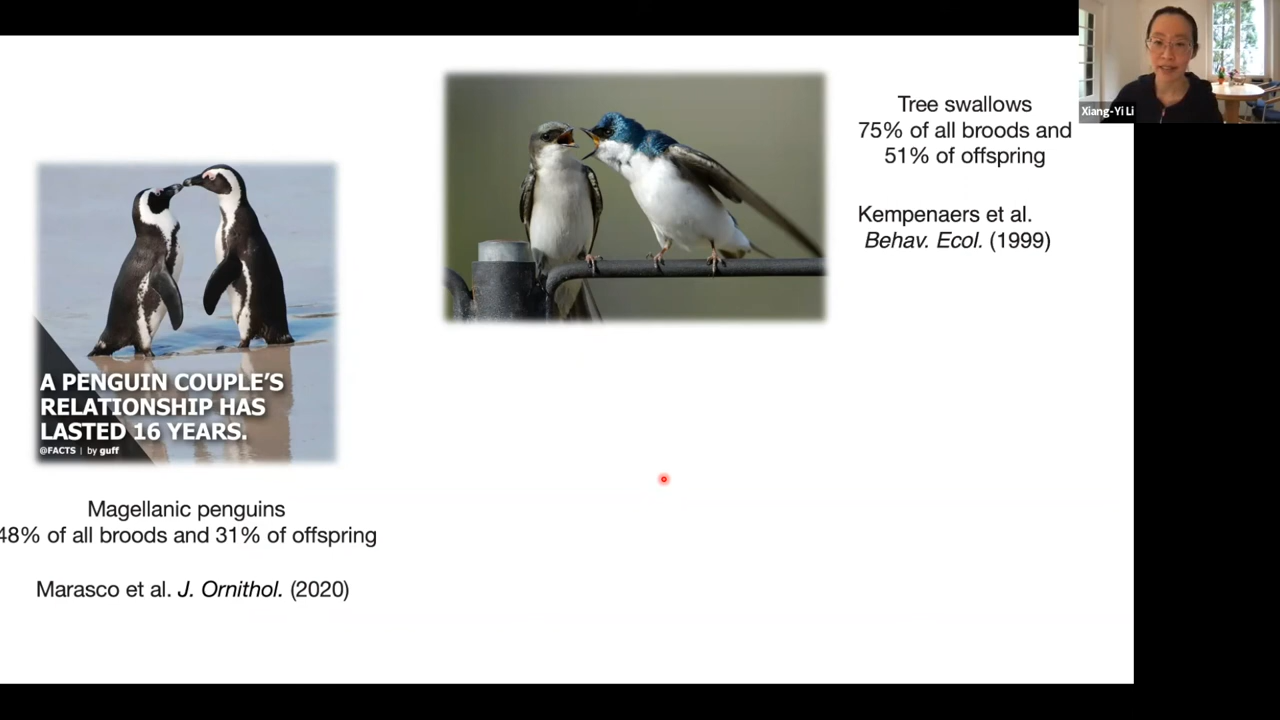 Xiang-Yi Li
Tree swallows
75% of all broods and
51% of offspring
Kempenaers et al.
Behav. Ecol. (1999)
A PENGUIN COUPLE'S
RELATIONSHIP HAS
LASTED 16 YEARS.
@FACTS | by guff
Magellanic penguins
48% of all broods and 31% of offspring
Marasco et al. J. Ornithol. (2020)